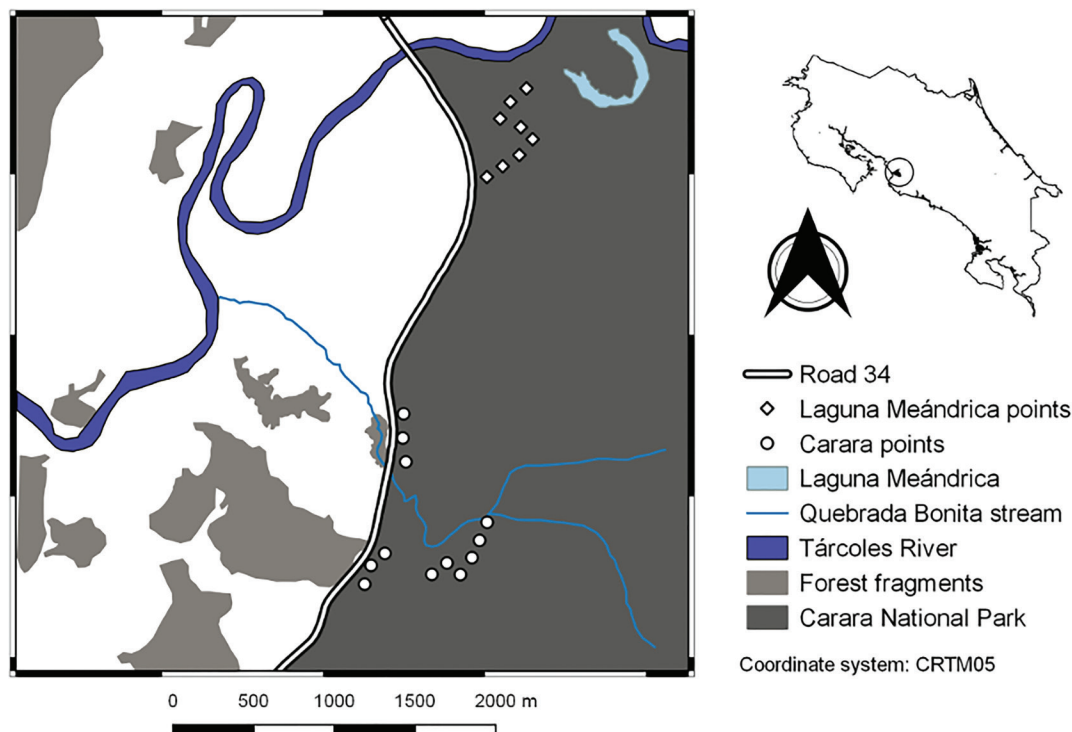 Road 34
Laguna Meándrica points
Carara points
Laguna Meándrica
Quebrada Bonita stream
Tárcoles River
Forest fragments
Carara National Park
Coordinate system: CRTM05
0 500 1000 1500 2000 m